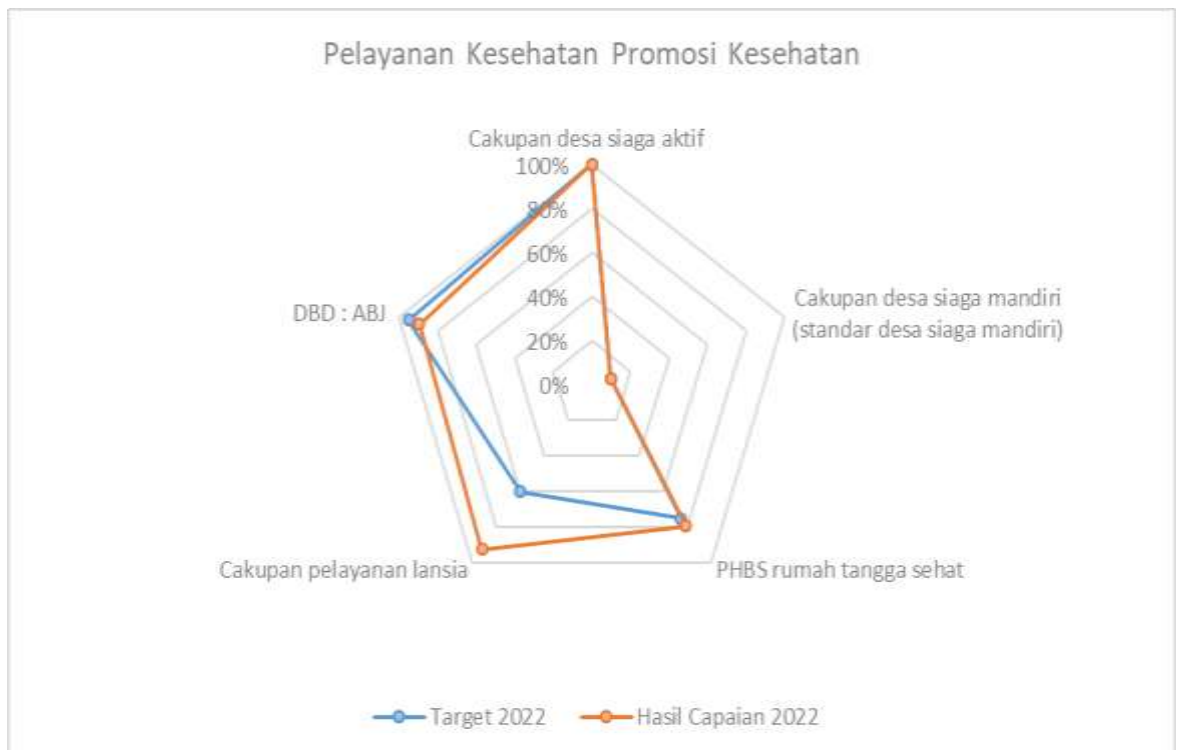 Pelayanan Kesehatan Promosi Kesehatan
Cakupan desa siaga aktif
100%
80%
60%
40%
20%
0%
DBD : ABJ
Cakupan desa siaga mandiri
(standar desa siaga mandiri)
Cakupan pelayanan lansia
PHBS rumah tangga sehat
Target 2022
Hasil Capaian 2022